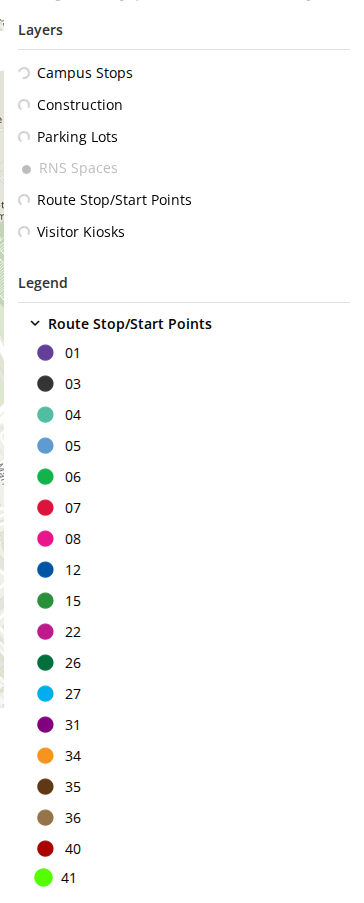 Layers
Campus Stops
Construction
Parking Lots
RNS Spaces
Route Stop/Start Points
Visitor Kiosks
Legend
Route Stop/Start Points
01
03
04
05
06
07
08
12
15
22
26
27
31
34
35
36
40
41